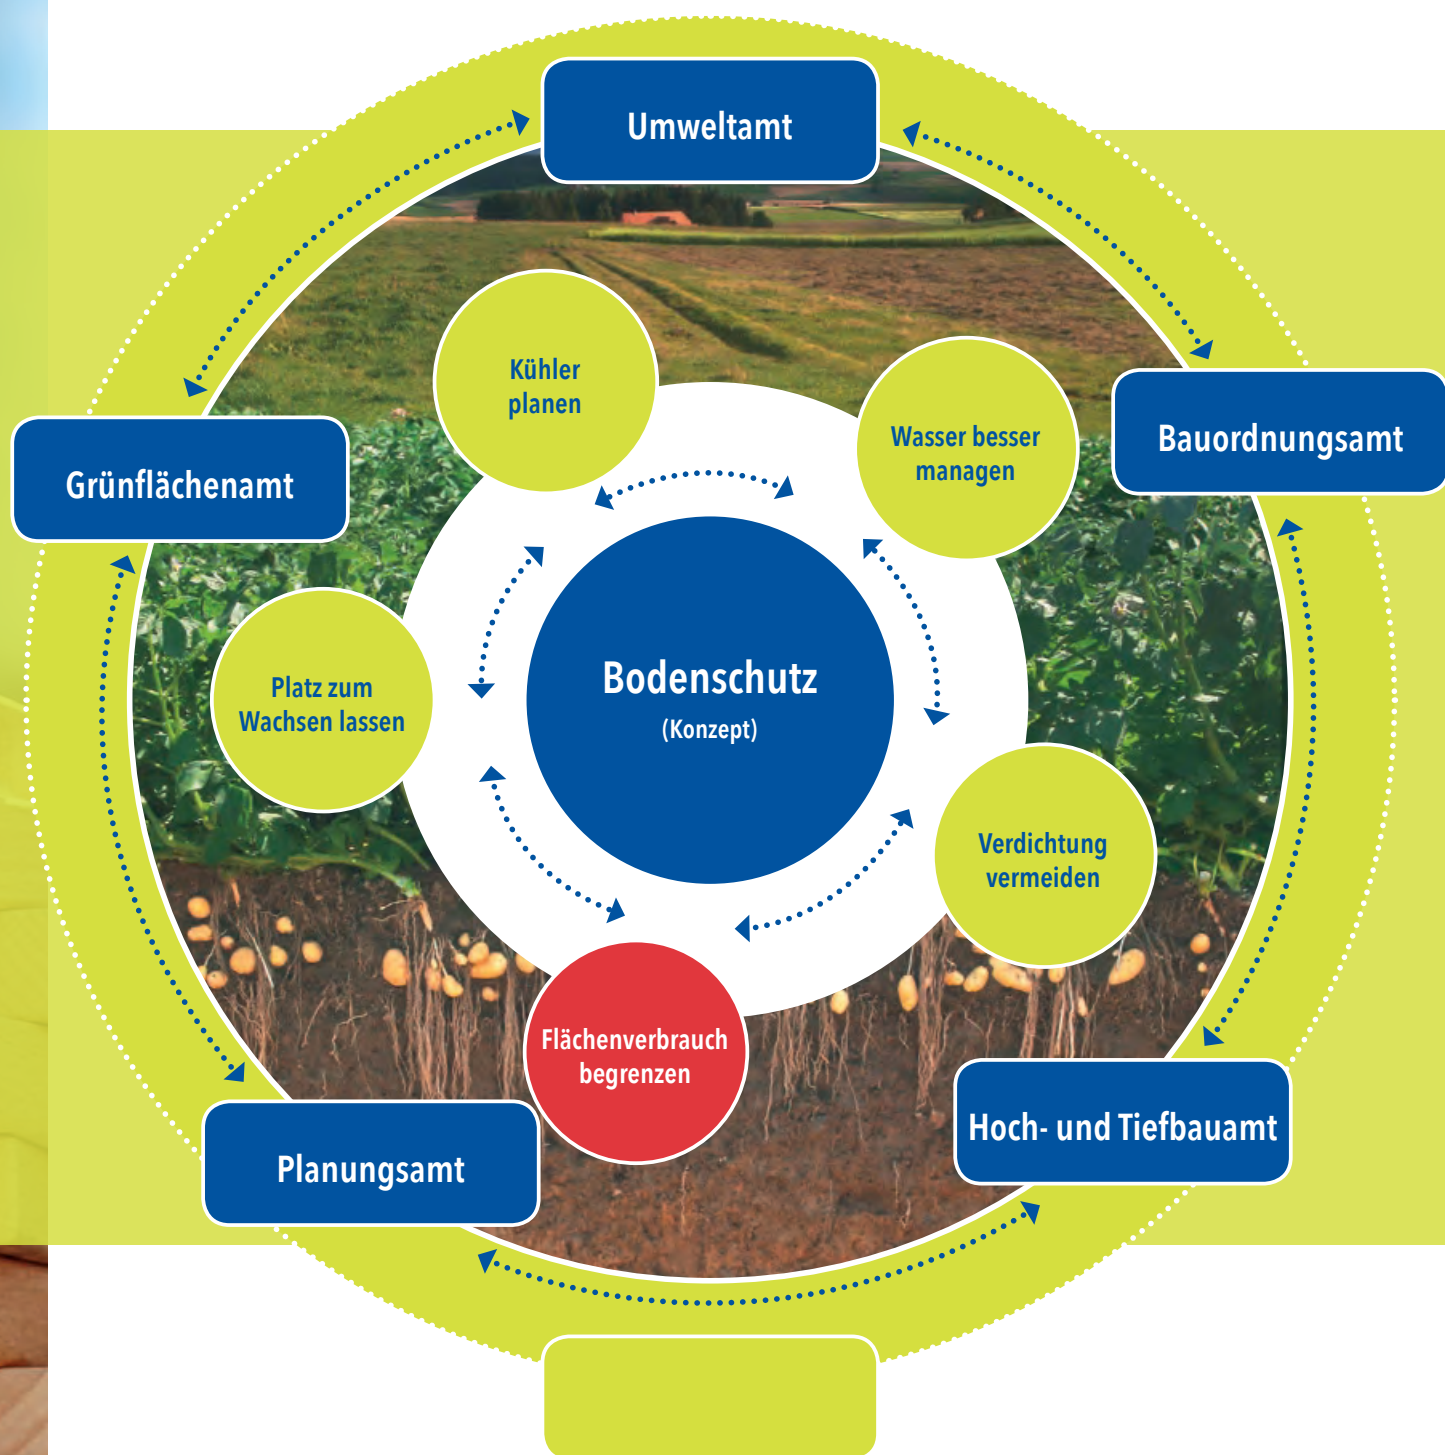 Umweltamt
Kühler
planen
Wasser besser
managen
Bauordnungsamt
Grünflächenamt
Bodenschutz
(Konzept)
Platz zum
Wachsen lassen
Verdichtung
vermeiden
Flächenverbrauch
begrenzen
Hoch- und Tiefbauamt
Planungsamt